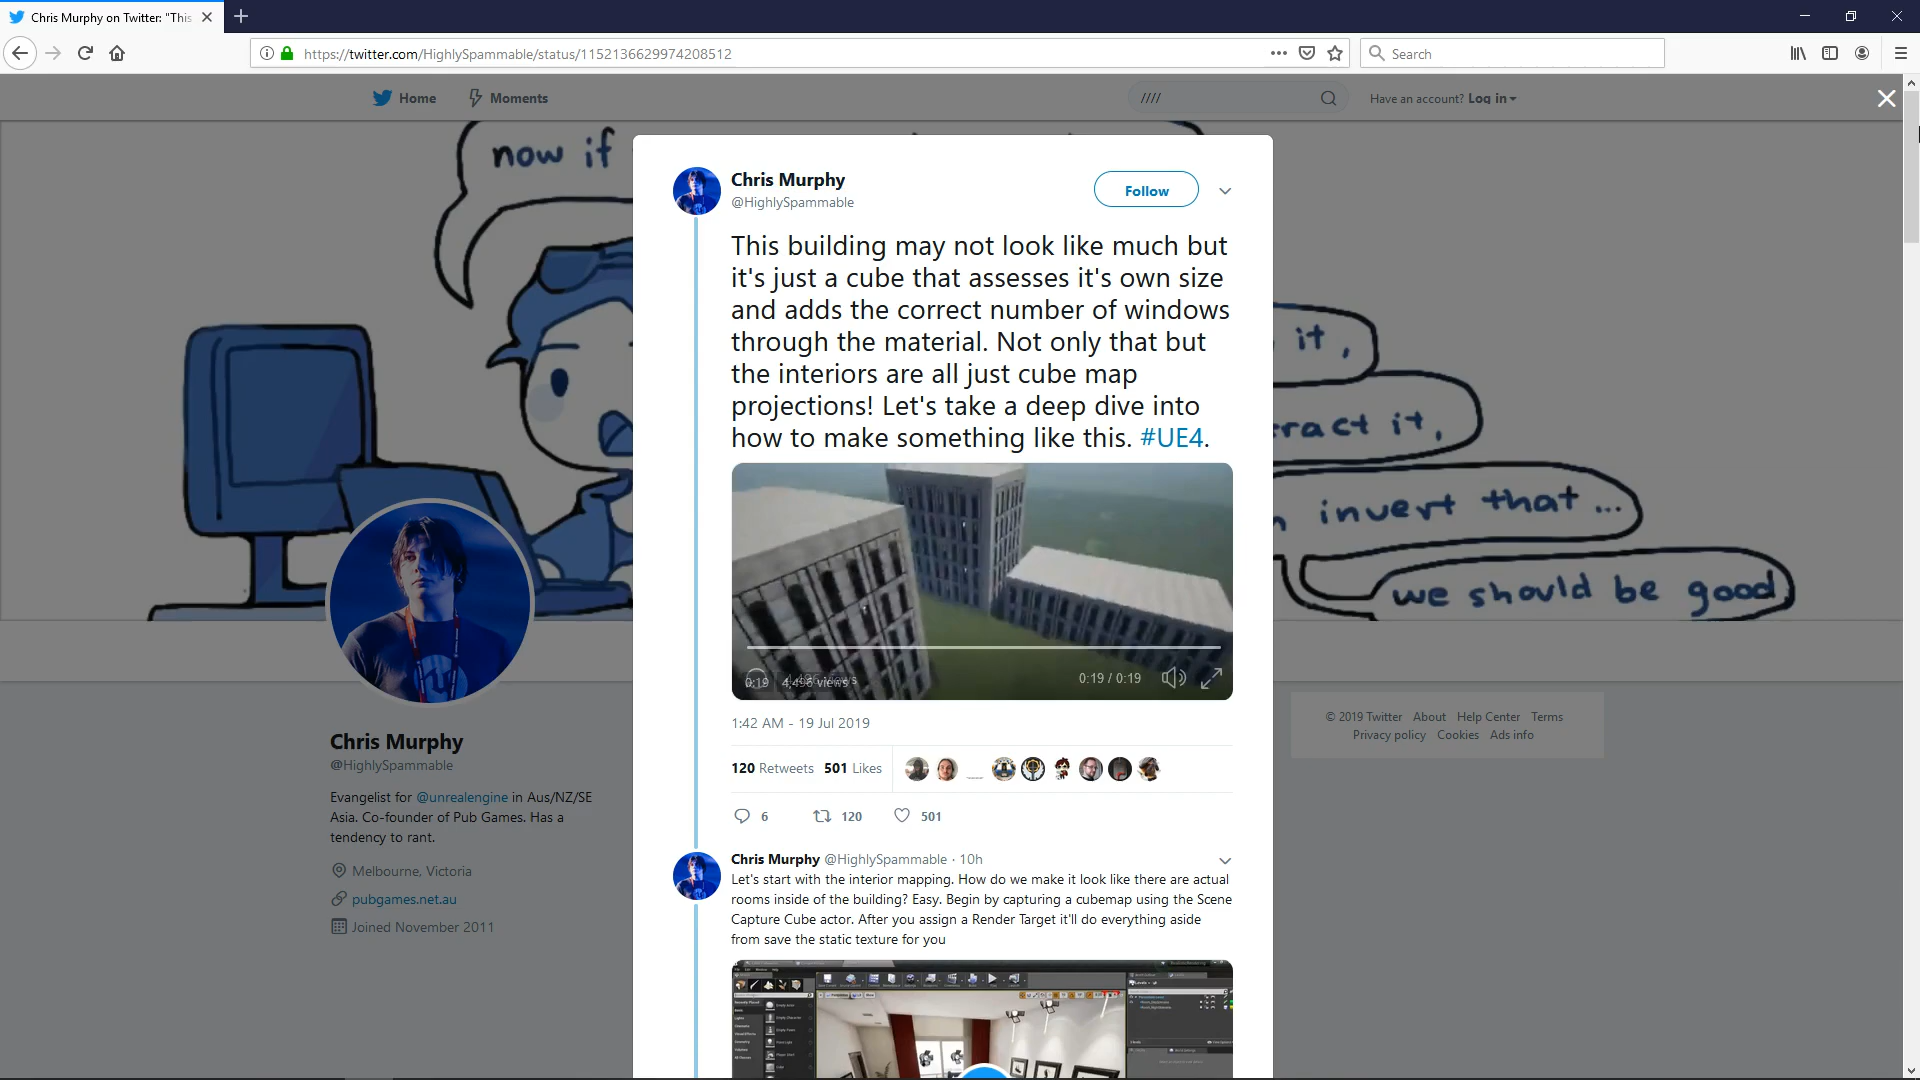 Chris Murphy on Twitter: "This
https://twitter.com/HighlySpammable/status/1152136629974208512
Search
Home
Moments
////
Have an account? Log in
now if
it,
ract it,
invert that...
we should be good
Chris Murphy
@HighlySpammable
Follow
This building may not look like much but
it's just a cube that assesses it's own size
and adds the correct number of windows
through the material. Not only that but
the interiors are all just cube map
projections! Let's take a deep dive into
how to make something like this. #UE4.
0:19
4,496 views
0:19 / 0:19
1:42 AM - 19 Jul 2019
120 Retweets 501 Likes
6
120
501
Chris Murphy @HighlySpammable · 10h
Let's start with the interior mapping. How do we make it look like there are actual
rooms inside of the building? Easy. Begin by capturing a cubemap using the Scene
Capture Cube actor. After you assign a Render Target it'll do everything aside
from save the static texture for you
Chris Murphy
@HighlySpammable
Evangelist for @unrealengine in Aus/NZ/SE
Asia. Co-founder of Pub Games. Has a
tendency to rant.
Melbourne, Victoria
pubgames.net.au
Joined November 2011
© 2019 Twitter About Help Center Terms
Privacy policy Cookies Ads info